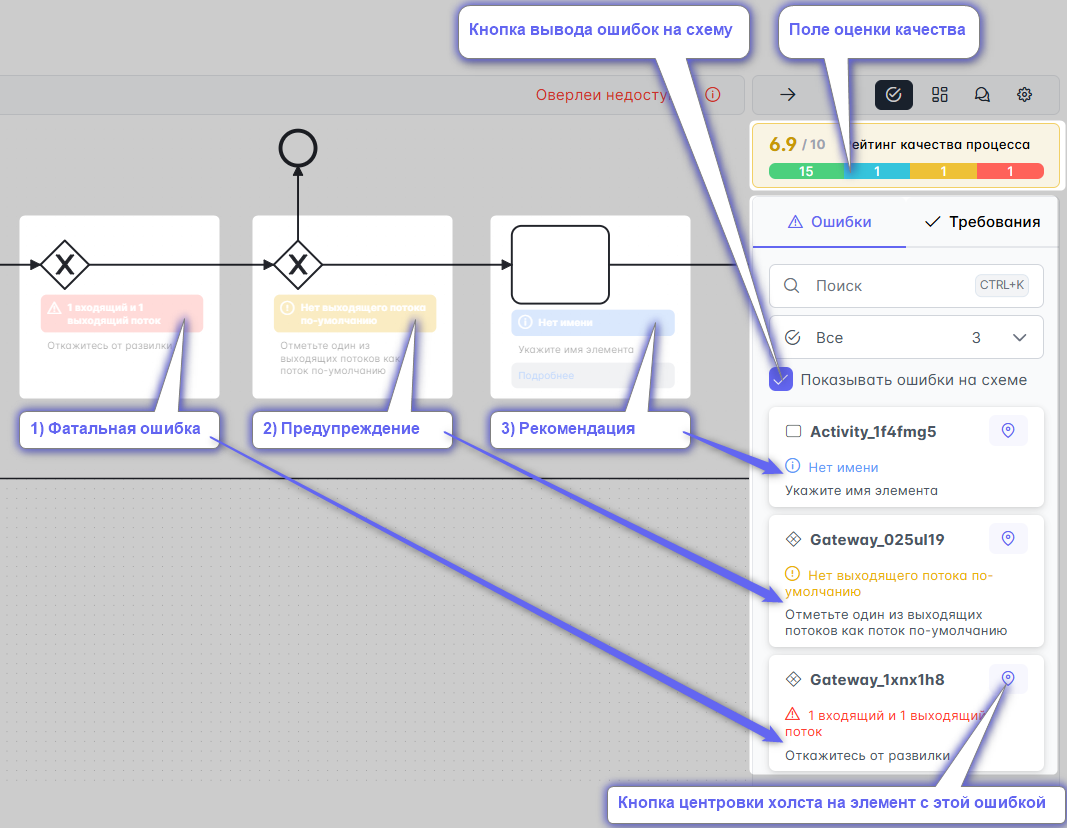 Кнопка вывода ошибок на схему
Поле оценки качества
Оверлеи недосту
6.9 / 10
ейтинг качества процесса
15 1 1 1
Ошибки
Требования
Поиск
CTRL+K
Все
3
Показывать ошибки на схеме
1 входящий и 1
выходящий поток
Откажитесь от развилки
Нет выходящего потока
по-умолчанию
Отметьте один из
выходящих потоков как
поток по-умолчанию
Нет имени
Укажите имя элемента
Подробнее
1) Фатальная ошибка
2) Предупреждение
3) Рекомендация
Activity_1f4fmg5
Нет имени
Укажите имя элемента
Gateway_025ul19
Нет выходящего потока по-
умолчанию
Отметьте один из выходящих
потоков как поток по-умолчанию
Gateway_1xnx1h8
1 входящий и 1 выходящий
поток
Откажитесь от развилки
Кнопка центровки холста на элемент с этой ошибкой